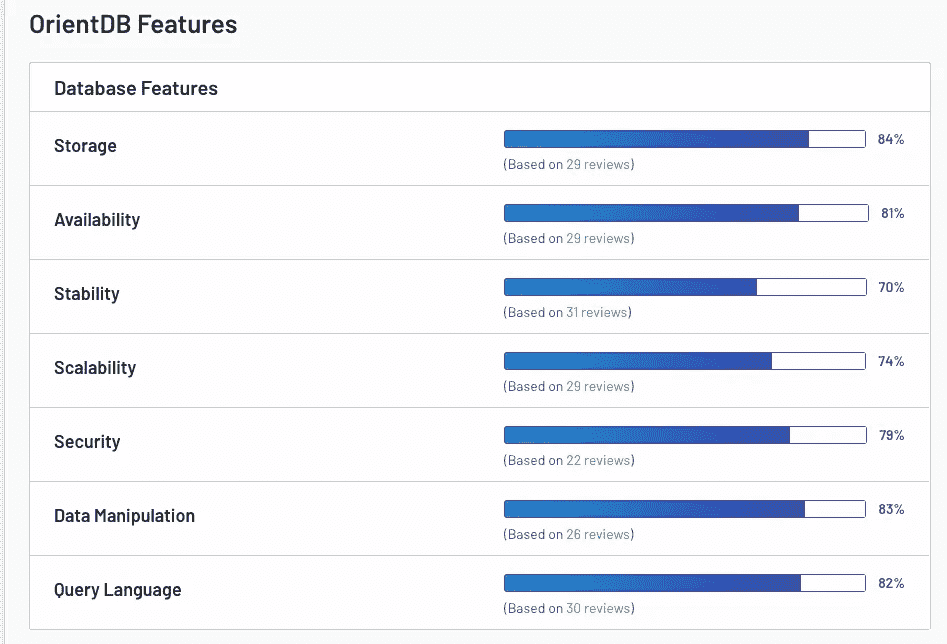 OrientDB Features
Database Features
Storage
84%
(Based on 29 reviews)
Availability
81%
(Based on 29 reviews)
Stability
70%
(Based on 31 reviews)
Scalability
74%
(Based on 29 reviews)
Security
79%
(Based on 22 reviews)
Data Manipulation
83%
(Based on 26 reviews)
Query Language
82%
(Based on 30 reviews)